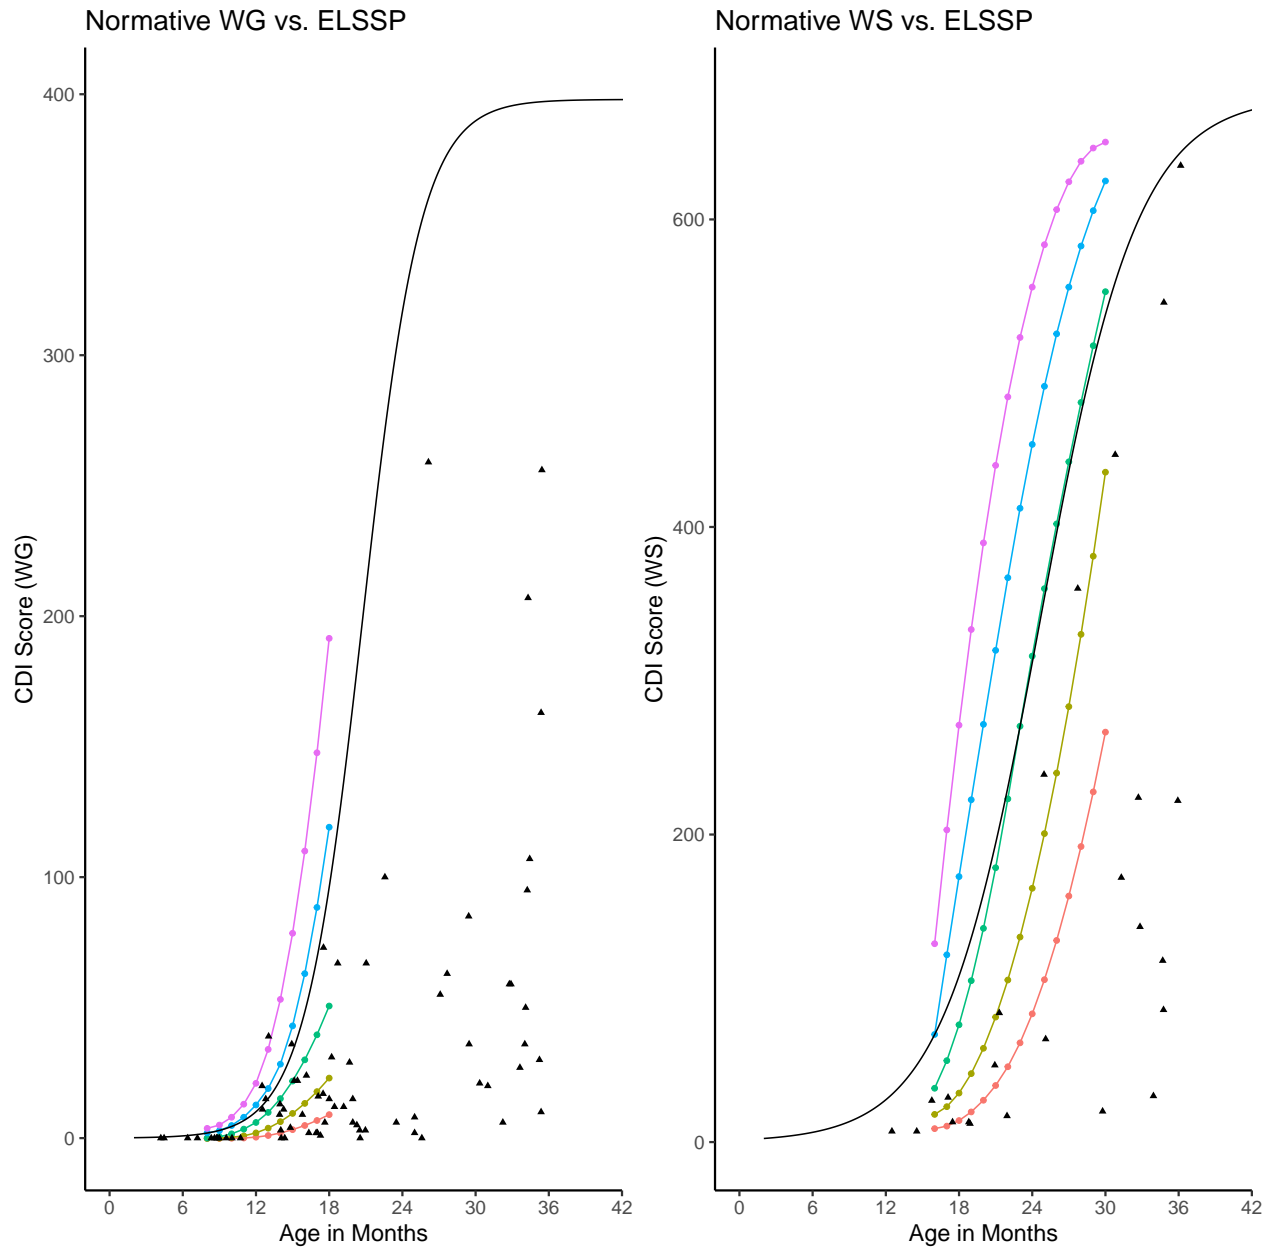 Normative WG vs. ELSSP
CDI Score (WG)
400
300
200
100
0
0 6 12 18 24 30 36 42
Age in Months
Normative WS vs. ELSSP
CDI Score (WS)
600
400
200
0
0 6 12 18 24 30 36 42
Age in Months